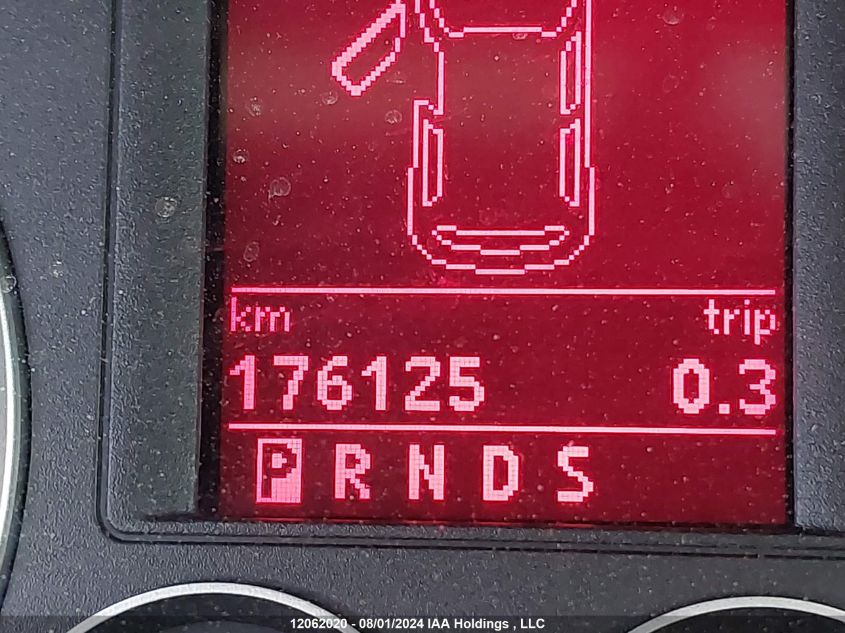 km trip
176125 0.3
P R N D S
12062020 - 08/01/2024 IAA Holdings , LLC